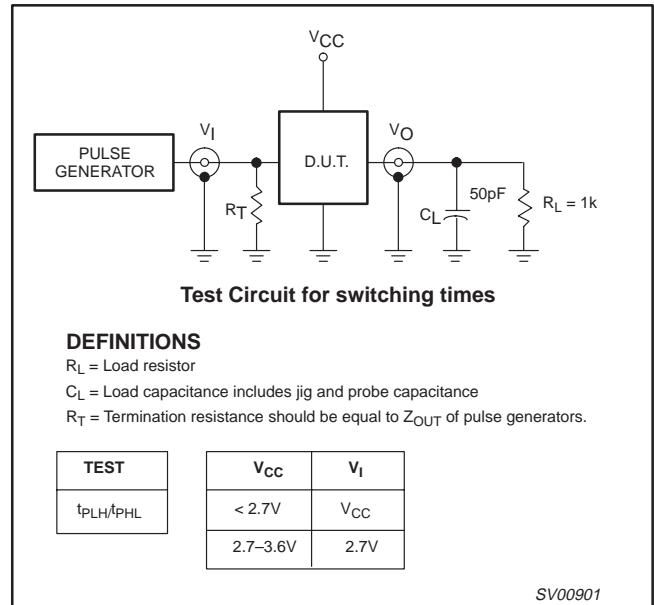 VCC
PULSE
GENERATOR
VI
D.U.T.
VO
RT
50pF
CL
RL = 1k
Test Circuit for switching times
DEFINITIONS
RL = Load resistor
CL = Load capacitance includes jig and probe capacitance
RT = Termination resistance should be equal to ZOUT of pulse generators.
TEST
tPLH/tPHL
VCC VI
< 2.7V VCC
2.7–3.6V 2.7V
SV00901